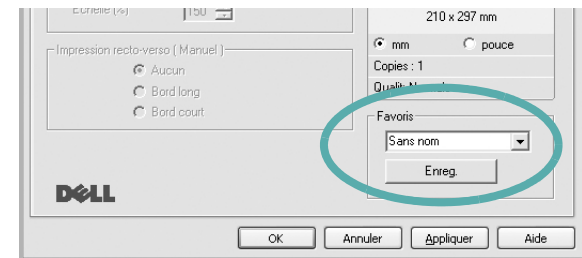 Echelle (%)
150
Impression recto-verso ( Manuel )
Aucun
Bord long
Bord court
210 x 297 mm
mm
pouce
Copies : 1
Favoris
Sans nom
Enreg.
DELL
OK
Annuler
Appliquer
Aide